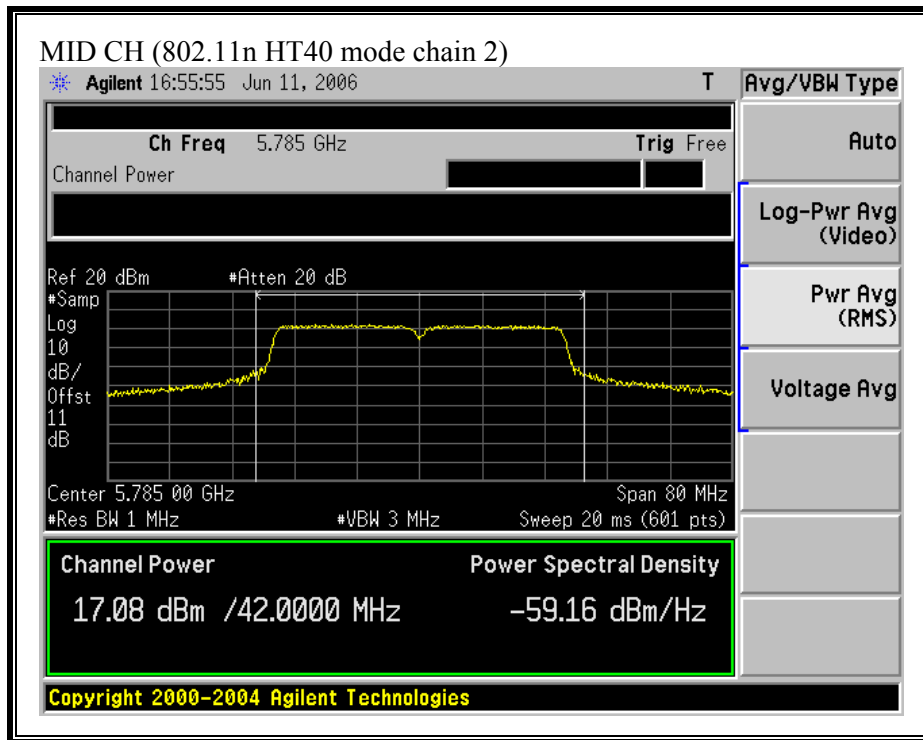 MID CH (802.11n HT40 mode chain 2)
Agilent 16:55:55 Jun 11, 2006 T
Avg/VBW Type
Ch Freq 5.785 GHz Trig Free
Channel Power
Auto
Log-Pwr Avg
(Video)
Pwr Avg
(RMS)
Voltage Avg
Ref 20 dBm #Atten 20 dB
#Samp
Log
10
dB/
Offst
11
dB
Center 5.785 00 GHz Span 80 MHz
#Res BW 1 MHz #VBW 3 MHz Sweep 20 ms (601 pts)
Channel Power Power Spectral Density
17.08 dBm /42.0000 MHz -59.16 dBm/Hz
Copyright 2000-2004 Agilent Technologies